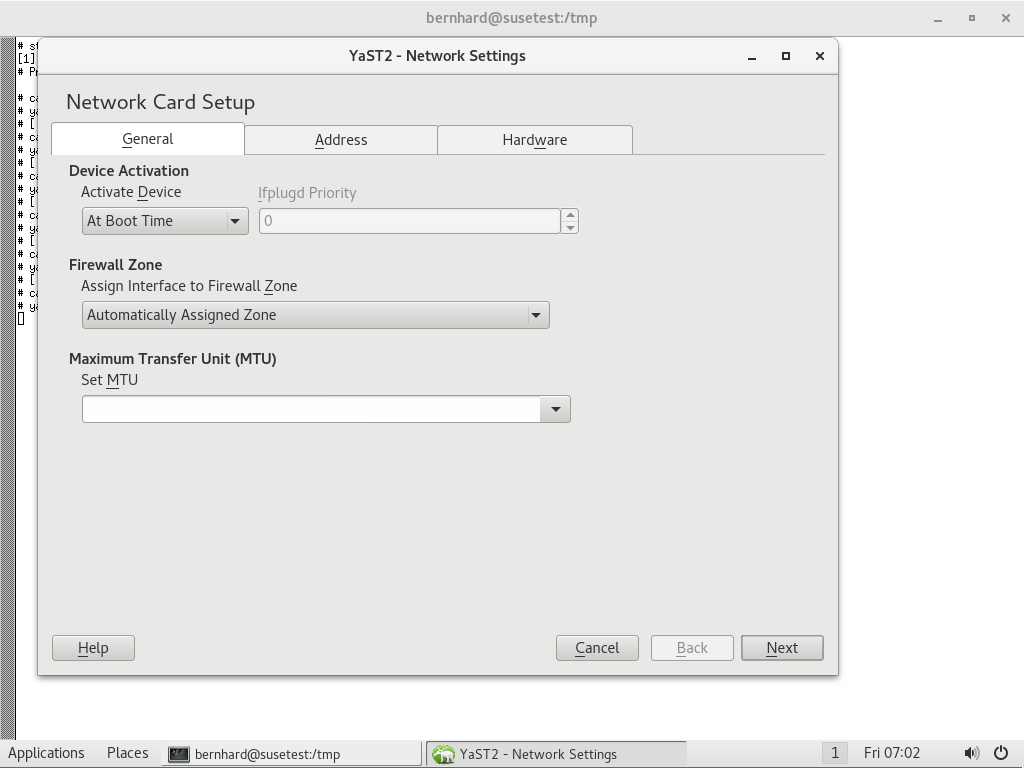 bernhard@susetest:/tmp
YaST2 - Network Settings
Network Card Setup
General Address Hardware
Device Activation
Activate Device Ifplugd Priority
At Boot Time 0
Firewall Zone
Assign Interface to Firewall Zone
Automatically Assigned Zone
Maximum Transfer Unit (MTU)
Set MTU
Help Cancel Back Next
Applications Places bernhard@susetest:/tmp YaST2 - Network Settings 1 Fri 07:02